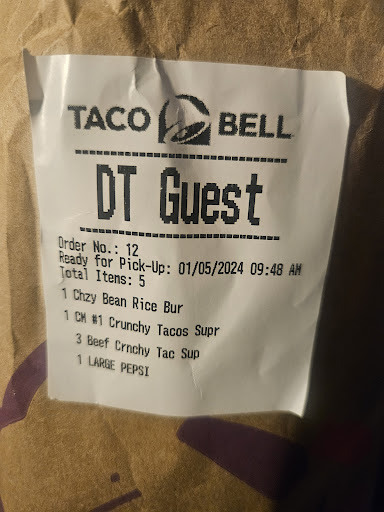 TACO BELL
DT Guest
Order No.: 12
Ready for Pick-Up: 01/05/2024 09:48 AM
Total Items: 5
1 Chzy Bean Rice Bur
1 CM #1 Crunchy Tacos Supr
3 Beef Crnchy Tac Sup
1 LARGE PEPSI